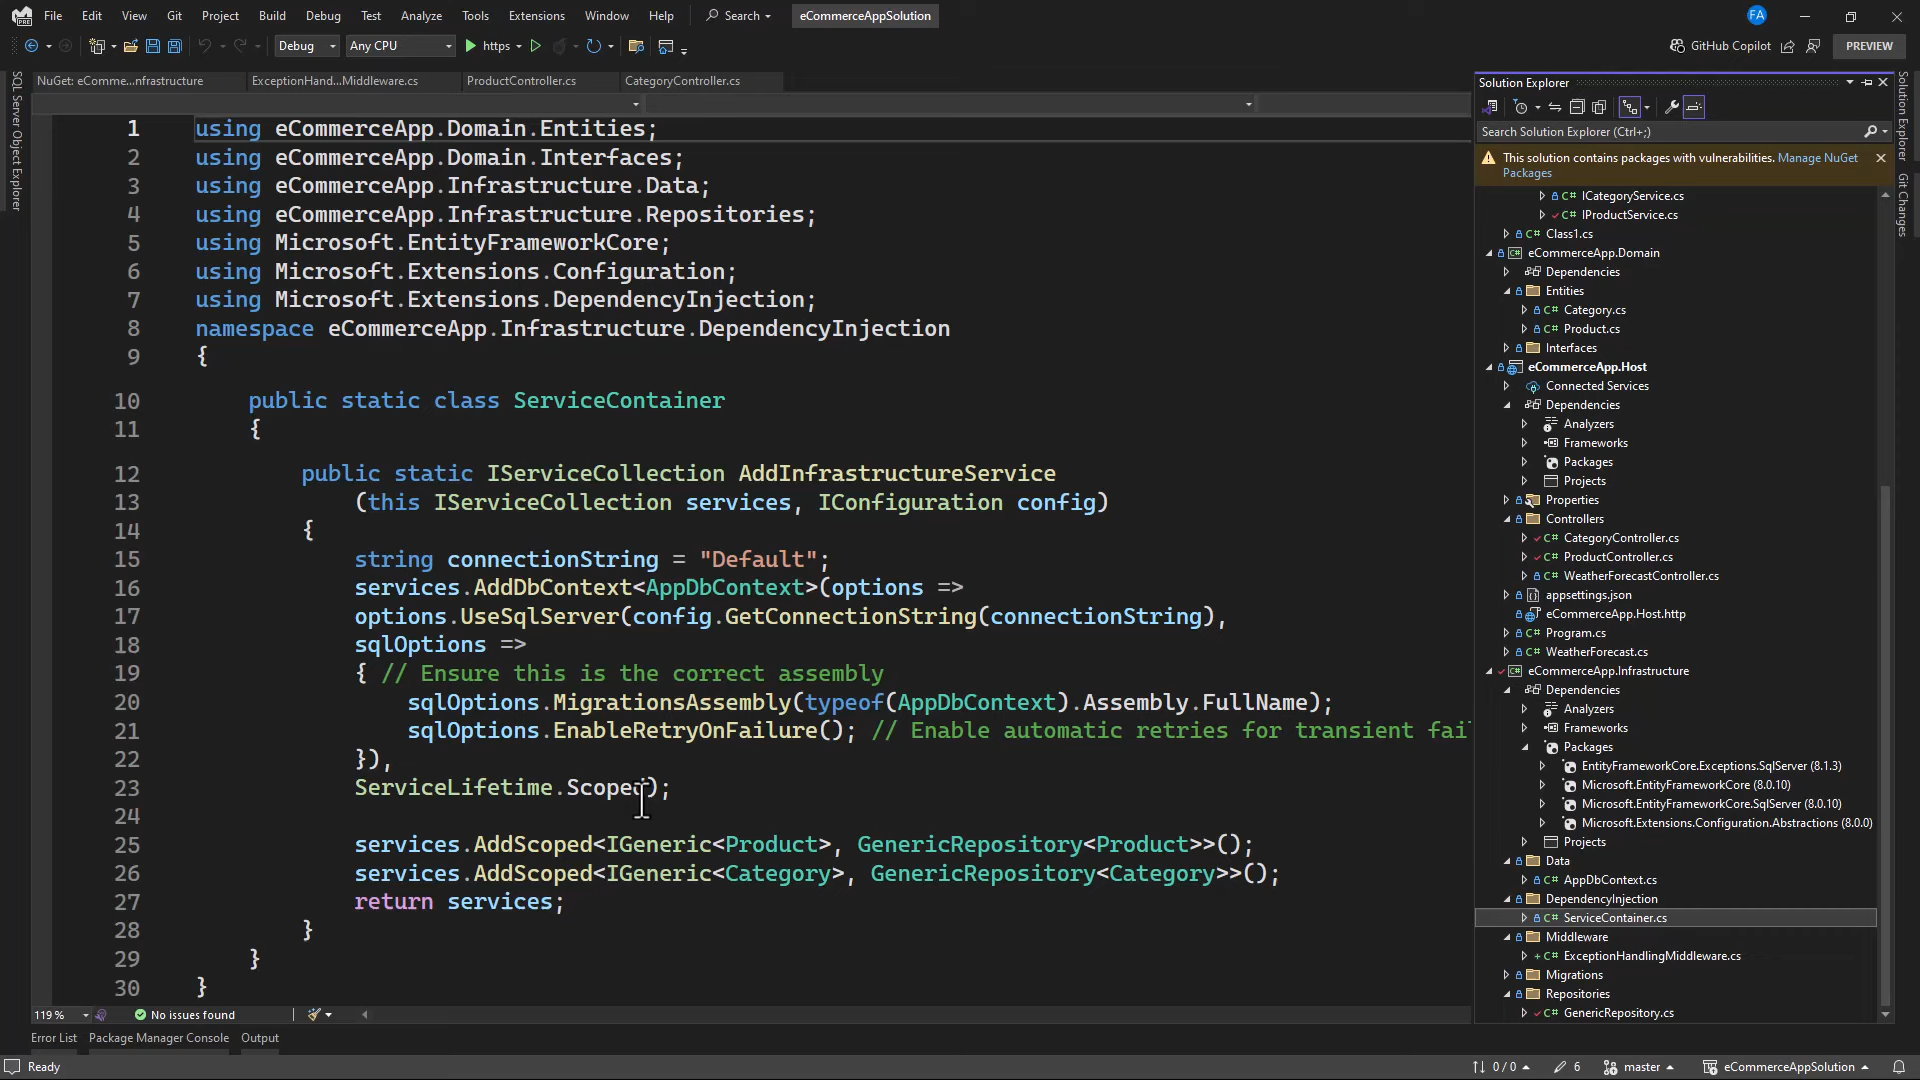 File Edit View Git Project Build Debug Test Analyze Tools Extensions Window Help Search eCommerceAppSolution FA
Debug Any CPU https GitHub Copilot PREVIEW
NuGet: eComme...nfrastructure ExceptionHand...Middleware.cs ProductController.cs CategoryController.cs
SQL Server Object Explorer
1 using eCommerceApp.Domain.Entities;
2 using eCommerceApp.Domain.Interfaces;
3 using eCommerceApp.Infrastructure.Data;
4 using eCommerceApp.Infrastructure.Repositories;
5 using Microsoft.EntityFrameworkCore;
6 using Microsoft.Extensions.Configuration;
7 using Microsoft.Extensions.DependencyInjection;
8 namespace eCommerceApp.Infrastructure.DependencyInjection
9 {
10 public static class ServiceContainer
11 {
12 public static IServiceCollection AddInfrastructureService
13 (this IServiceCollection services, IConfiguration config)
14 {
15 string connectionString = "Default";
16 services.AddDbContext<AppDbContext>(options =>
17 options.UseSqlServer(config.GetConnectionString(connectionString),
18 sqlOptions =>
19 { // Ensure this is the correct assembly
20 sqlOptions.MigrationsAssembly(typeof(AppDbContext).Assembly.FullName);
21 sqlOptions.EnableRetryOnFailure(); // Enable automatic retries for transient fai
22 }),
23 ServiceLifetime.Scoped);
24
25 services.AddScoped<IGeneric<Product>, GenericRepository<Product>>();
26 services.AddScoped<IGeneric<Category>, GenericRepository<Category>>();
27 return services;
28 }
29 }
30 }
119 % No issues found
Error List Package Manager Console Output
Solution Explorer
Search Solution Explorer (Ctrl+;)
This solution contains packages with vulnerabilities. Manage NuGet
Packages
C# ICategoryService.cs
C# IProductService.cs
C# Class1.cs
C# eCommerceApp.Domain
Dependencies
Entities
C# Category.cs
C# Product.cs
Interfaces
eCommerceApp.Host
Connected Services
Dependencies
Analyzers
Frameworks
Packages
Projects
Properties
Controllers
C# CategoryController.cs
C# ProductController.cs
C# WeatherForecastController.cs
appsettings.json
eCommerceApp.Host.http
C# Program.cs
C# WeatherForecast.cs
C# eCommerceApp.Infrastructure
Dependencies
Analyzers
Frameworks
Packages
EntityFrameworkCore.Exceptions.SqlServer (8.1.3)
Microsoft.EntityFrameworkCore (8.0.10)
Microsoft.EntityFrameworkCore.SqlServer (8.0.10)
Microsoft.Extensions.Configuration.Abstractions (8.0.0)
Projects
Data
C# AppDbContext.cs
DependencyInjection
C# ServiceContainer.cs
Middleware
C# ExceptionHandlingMiddleware.cs
Migrations
Repositories
C# GenericRepository.cs
Solution Explorer
Git Changes
Ready 0 / 0 6 master eCommerceAppSolution